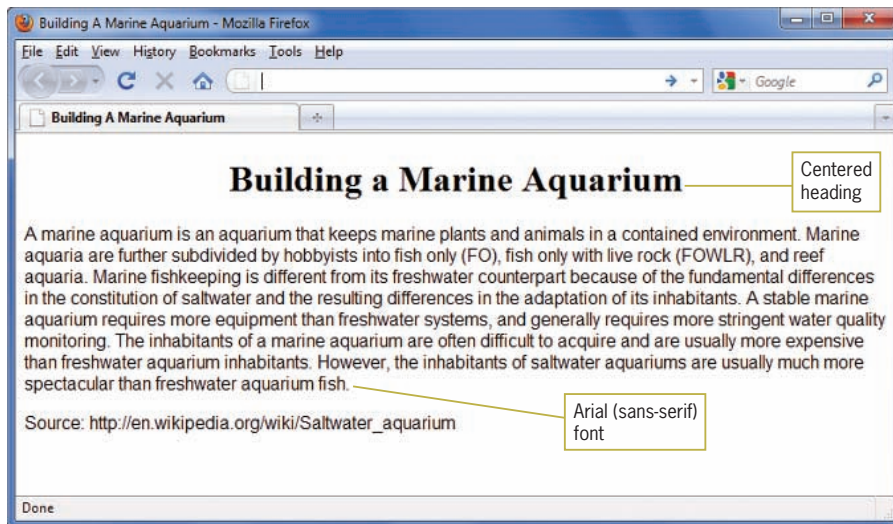 Building A Marine Aquarium - Mozilla Firefox
File Edit View History Bookmarks Tools Help
Google
Building A Marine Aquarium
Building a Marine Aquarium
Centered
heading
A marine aquarium is an aquarium that keeps marine plants and animals in a contained environment. Marine
aquaria are further subdivided by hobbyists into fish only (FO), fish only with live rock (FOWLR), and reef
aquaria. Marine fishkeeping is different from its freshwater counterpart because of the fundamental differences
in the constitution of saltwater and the resulting differences in the adaptation of its inhabitants. A stable marine
aquarium requires more equipment than freshwater systems, and generally requires more stringent water quality
monitoring. The inhabitants of a marine aquarium are often difficult to acquire and are usually more expensive
than freshwater aquarium inhabitants. However, the inhabitants of saltwater aquariums are usually much more
spectacular than freshwater aquarium fish.
Arial (sans-serif)
font
Source: http://en.wikipedia.org/wiki/Saltwater_aquarium
Done